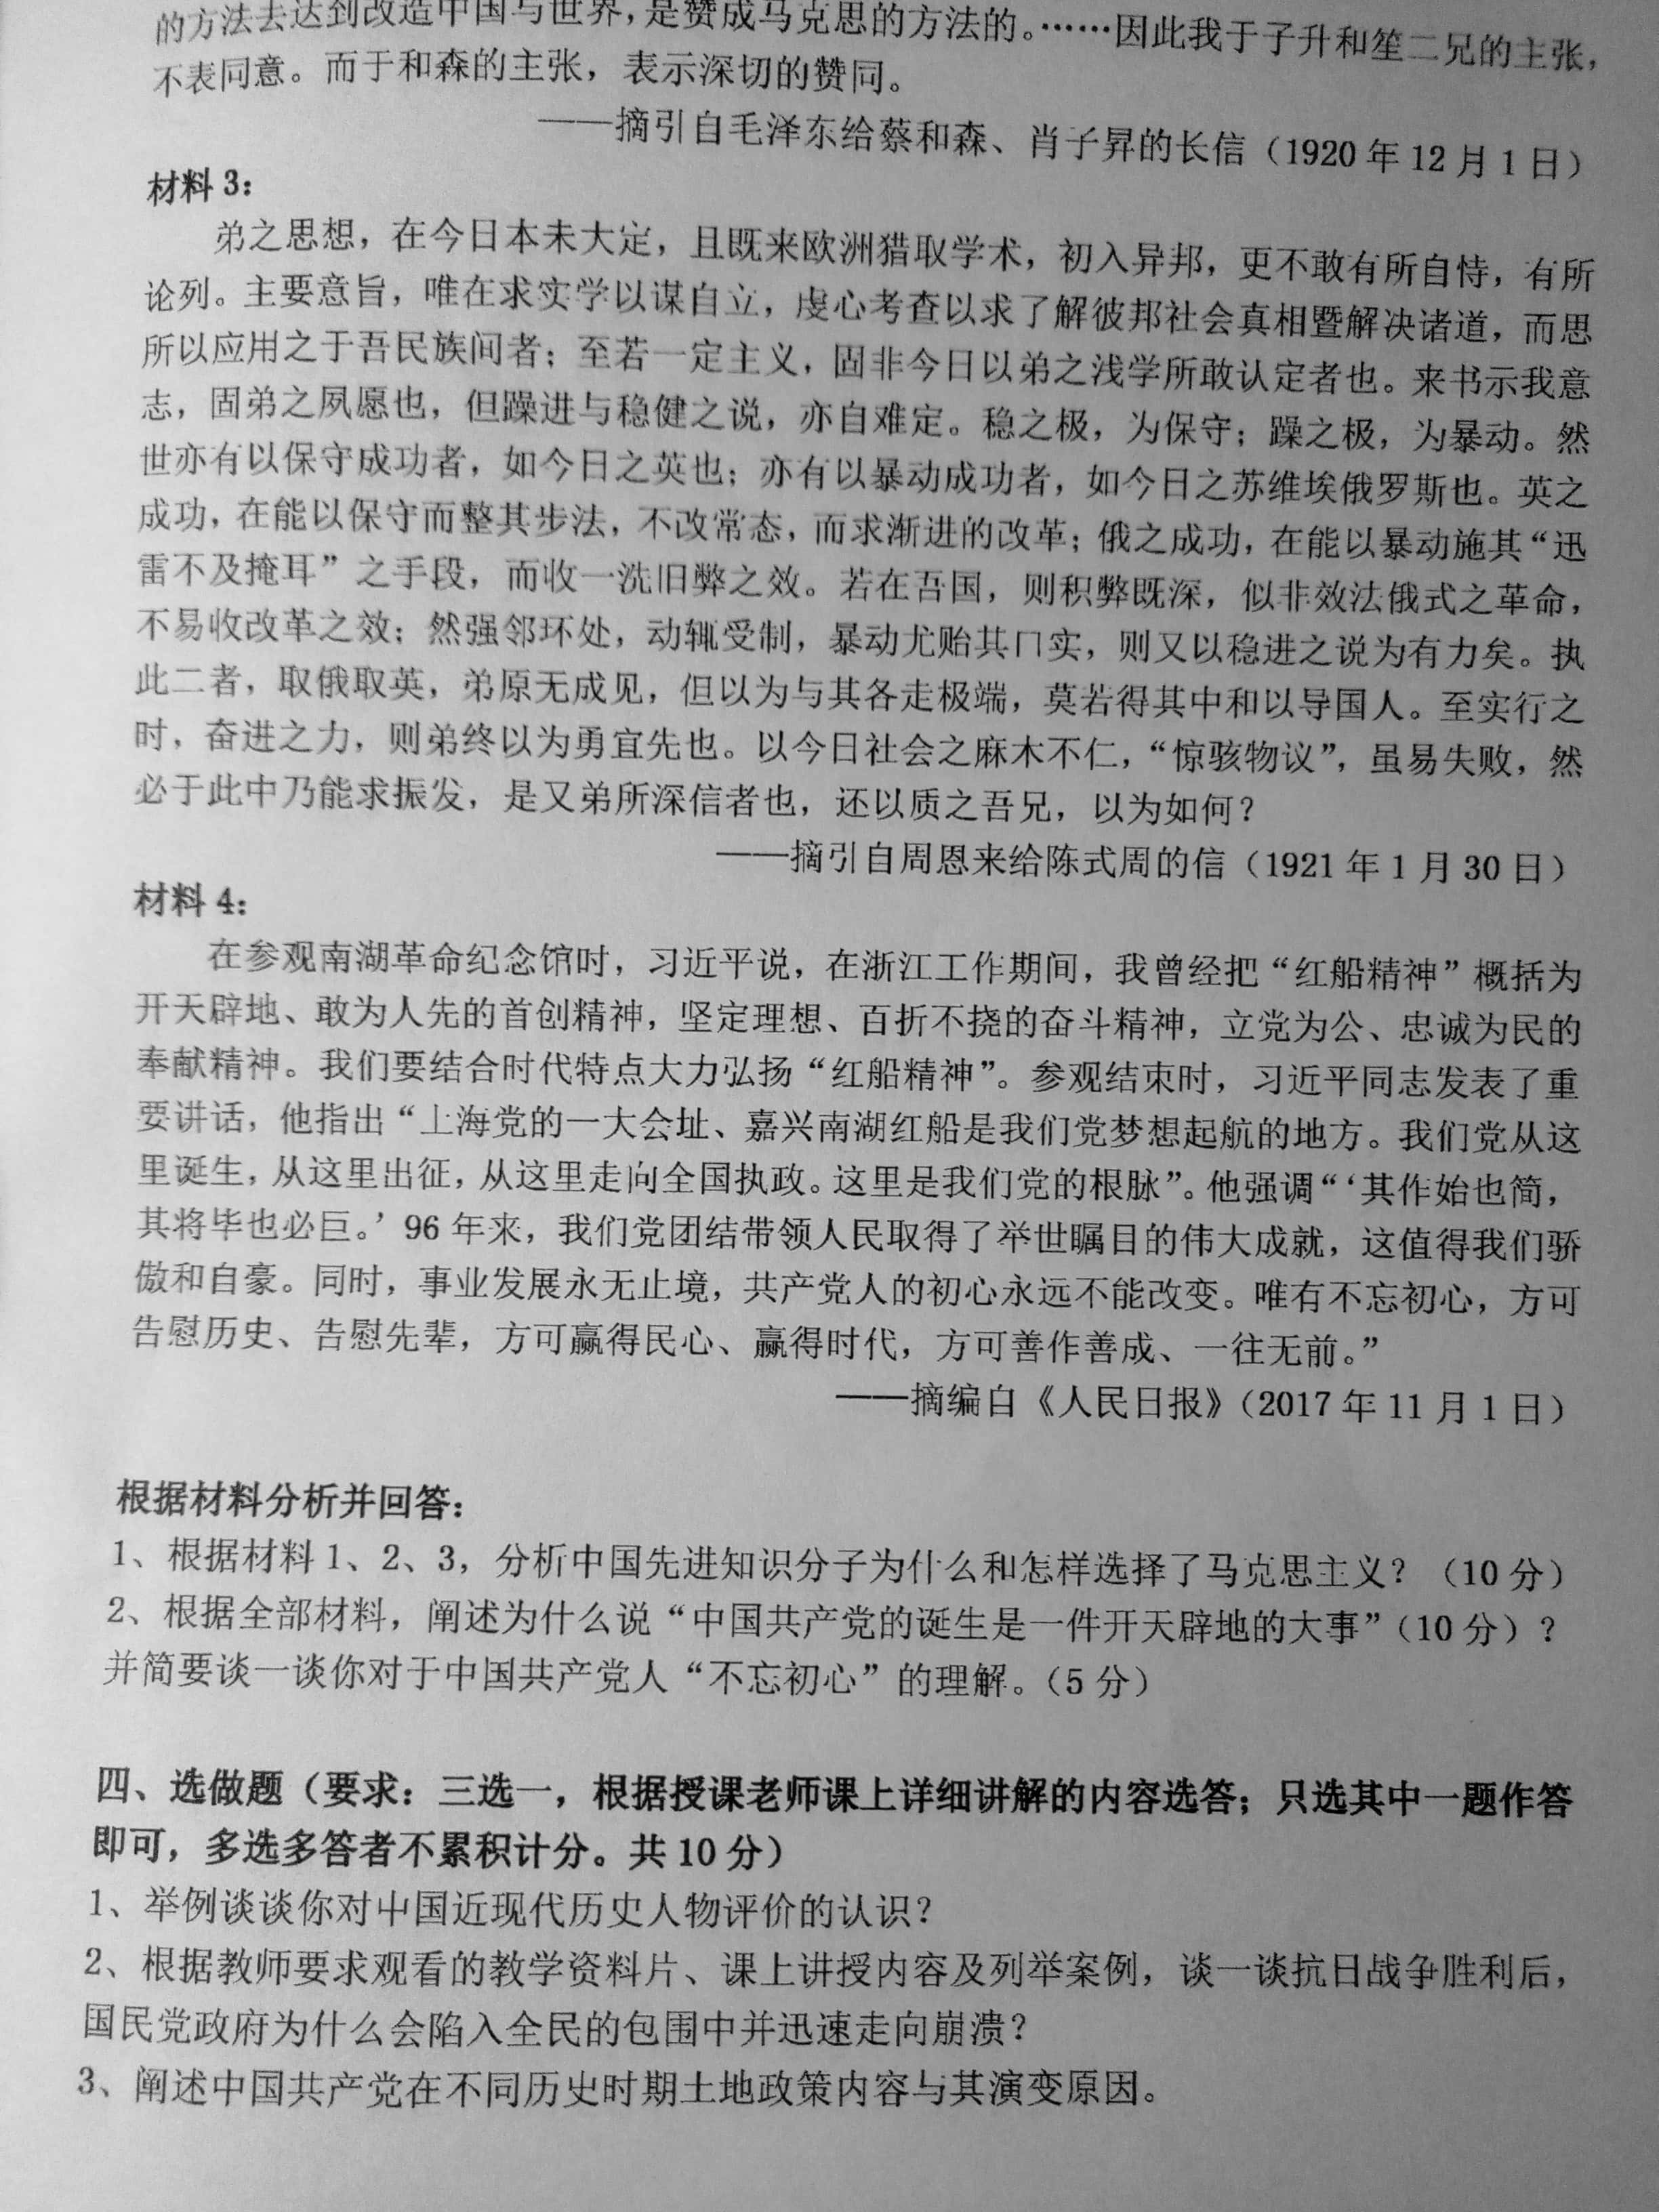 的方法去达到改造中国与世界，是赞成马克思的方法的。……因此我于子升和笙二兄的主张，
不表同意。而于和森的主张，表示深切的赞同。
——摘引自毛泽东给蔡和森、肖子昇的长信（1920年12月1日）
材料3：
弟之思想，在今日本未大定，且既来欧洲猎取学术，初入异邦，更不敢有所自恃，有所
论列。主要意旨，唯在求实学以谋自立，虔心考查以求了解彼邦社会真相暨解决诸道，而思
所以应用之于吾民族间者；至若一定主义，固非今日以弟之浅学所敢认定者也。来书示我意
志，固弟之夙愿也，但躁进与稳健之说，亦自难定。稳之极，为保守；躁之极，为暴动。然
世亦有以保守成功者，如今日之英也；亦有以暴动成功者，如今日之苏维埃俄罗斯也。英之
成功，在能以保守而整其步法，不改常态，而求渐进的改革；俄之成功，在能以暴动施其“迅
雷不及掩耳”之手段，而收一洗旧弊之效。若在吾国，则积弊既深，似非效法俄式之革命，
不易收改革之效；然强邻环处，动辄受制，暴动尤贻其口实，则又以稳进之说为有力矣。执
此二者，取俄取英，弟原无成见，但以为与其各走极端，莫若得其中和以导国人。至实行之
时，奋进之力，则弟终以为勇宜先也。以今日社会之麻木不仁，“惊骇物议”，虽易失败，然
必于此中乃能求振发，是又弟所深信者也，还以质之吾兄，以为如何？
——摘引自周恩来给陈式周的信（1921年1月30日）
材料4：
在参观南湖革命纪念馆时，习近平说，在浙江工作期间，我曾经把“红船精神”概括为
开天辟地、敢为人先的首创精神，坚定理想、百折不挠的奋斗精神，立党为公、忠诚为民的
奉献精神。我们要结合时代特点大力弘扬“红船精神”。参观结束时，习近平同志发表了重
要讲话，他指出“上海党的一大会址、嘉兴南湖红船是我们党梦想起航的地方。我们党从这
里诞生，从这里出征，从这里走向全国执政。这里是我们党的根脉”。他强调“‘其作始也简，
其将毕也必巨。’96年来，我们党团结带领人民取得了举世瞩目的伟大成就，这值得我们骄
傲和自豪。同时，事业发展永无止境，共产党人的初心永远不能改变。唯有不忘初心，方可
告慰历史、告慰先辈，方可赢得民心、赢得时代，方可善作善成、一往无前。”
——摘编自《人民日报》（2017年11月1日）
根据材料分析并回答：
1、根据材料1、2、3，分析中国先进知识分子为什么和怎样选择了马克思主义？（10分）
2、根据全部材料，阐述为什么说“中国共产党的诞生是一件开天辟地的大事”（10分）？
并简要谈一谈你对于中国共产党人“不忘初心”的理解。（5分）
四、选做题（要求：三选一，根据授课老师课上详细讲解的内容选答；只选其中一题作答
即可，多选多答者不累积计分。共10分）
1、举例谈谈你对中国近现代历史人物评价的认识？
2、根据教师要求观看的教学资料片、课上讲授内容及列举案例，谈一谈抗日战争胜利后，
国民党政府为什么会陷入全民的包围中并迅速走向崩溃？
3、阐述中国共产党在不同历史时期土地政策内容与其演变原因。